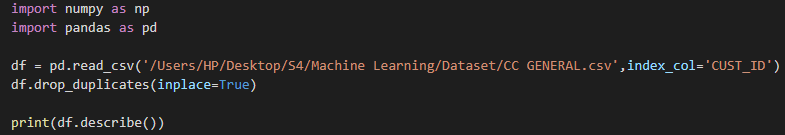 import numpy as np
import pandas as pd
df = pd.read_csv('/Users/HP/Desktop/S4/Machine Learning/Dataset/CC GENERAL.csv',index_col='CUST_ID')
df.drop_duplicates(inplace=True)
print(df.describe())